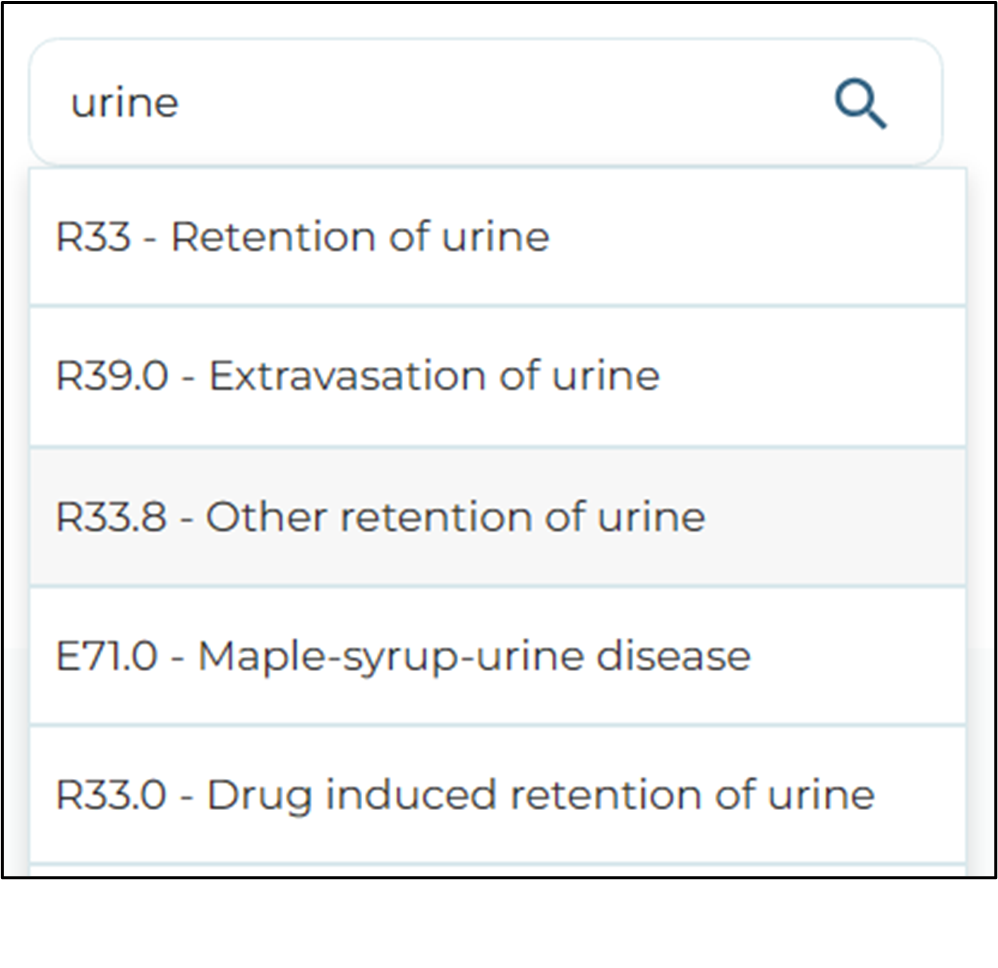 urine
R33 - Retention of urine
R39.0 - Extravasation of urine
R33.8 - Other retention of urine
E71.0 - Maple-syrup-urine disease
R33.0 - Drug induced retention of urine